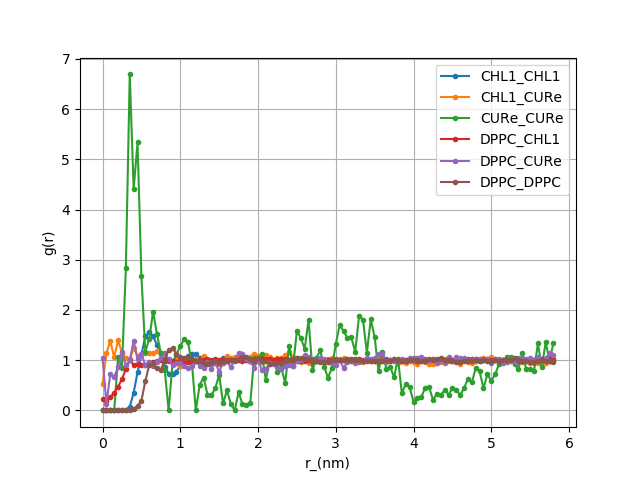 7
6
5
4
3
2
1
0
g(r)
CHL1_CHL1
CHL1_CURe
CURe_CURe
DPPC_CHL1
DPPC_CURe
DPPC_DPPC
0 1 2 3 4 5 6
r_(nm)